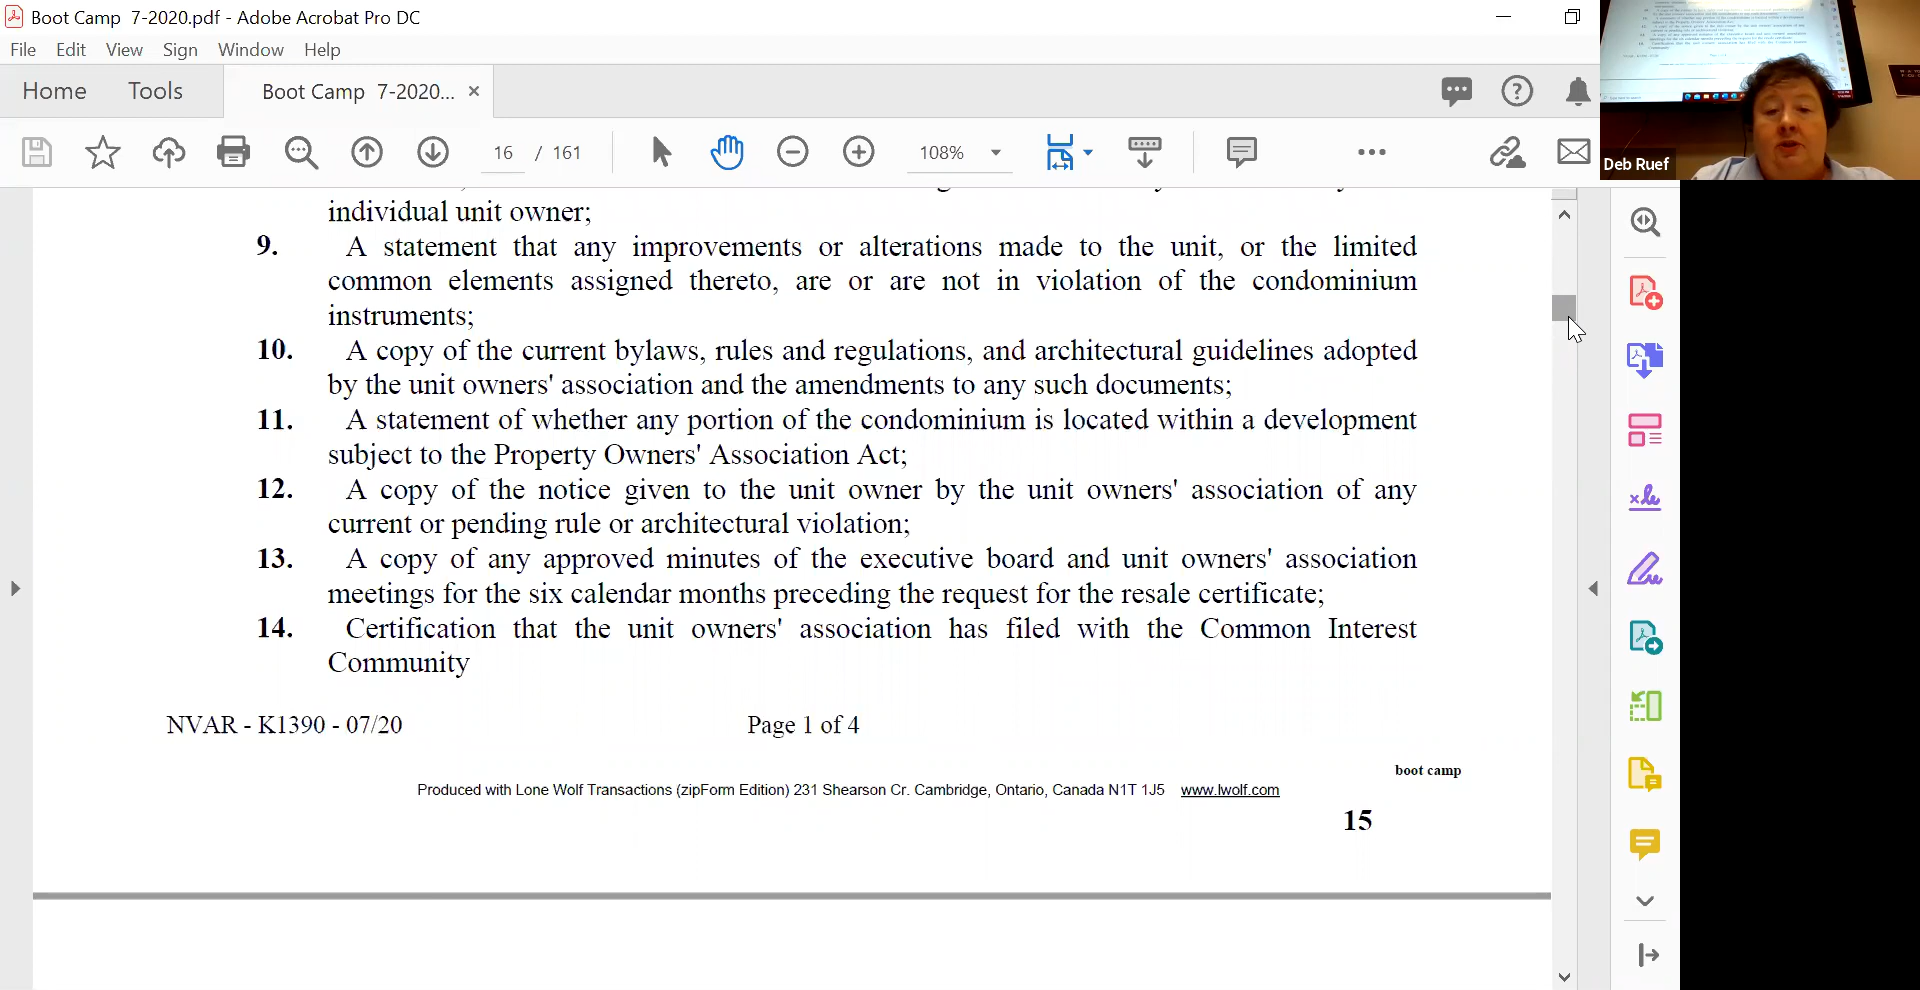 Boot Camp 7-2020.pdf - Adobe Acrobat Pro DC
File Edit View Sign Window Help
Home Tools Boot Camp 7-2020... ×
16 / 161 108%
Deb Ruef
individual unit owner;
9. A statement that any improvements or alterations made to the unit, or the limited
common elements assigned thereto, are or are not in violation of the condominium
instruments;
10. A copy of the current bylaws, rules and regulations, and architectural guidelines adopted
by the unit owners' association and the amendments to any such documents;
11. A statement of whether any portion of the condominium is located within a development
subject to the Property Owners' Association Act;
12. A copy of the notice given to the unit owner by the unit owners' association of any
current or pending rule or architectural violation;
13. A copy of any approved minutes of the executive board and unit owners' association
meetings for the six calendar months preceding the request for the resale certificate;
14. Certification that the unit owners' association has filed with the Common Interest
Community
NVAR - K1390 - 07/20 Page 1 of 4
boot camp
Produced with Lone Wolf Transactions (zipForm Edition) 231 Shearson Cr. Cambridge, Ontario, Canada N1T 1J5 www.lwolf.com
15